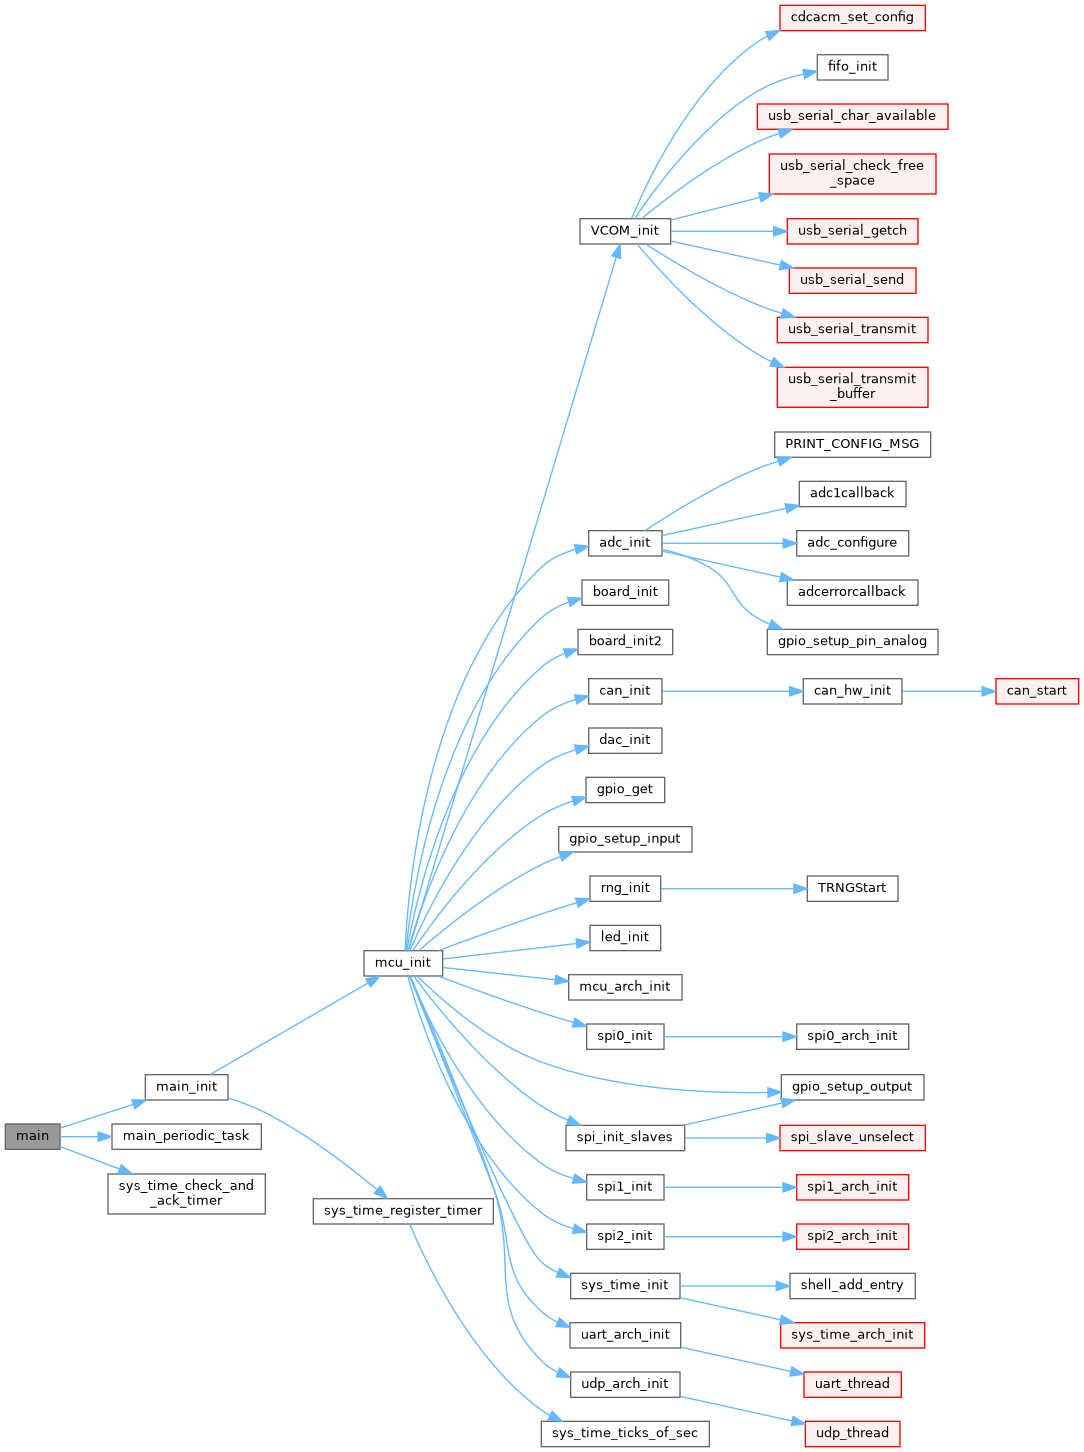 cdcacm_set_config
fifo_init
usb_serial_char_available
usb_serial_check_free
_space
VCOM_init
usb_serial_getch
usb_serial_send
usb_serial_transmit
usb_serial_transmit
_buffer
PRINT_CONFIG_MSG
adc1callback
adc_init
adc_configure
board_init
adcerrorcallback
board_init2
gpio_setup_pin_analog
can_init
can_hw_init
can_start
dac_init
gpio_get
gpio_setup_input
rng_init
TRNGStart
led_init
mcu_init
mcu_arch_init
spi0_init
spi0_arch_init
main_init
gpio_setup_output
main
main_periodic_task
spi_init_slaves
spi_slave_unselect
sys_time_check_and
_ack_timer
spi1_init
spi1_arch_init
sys_time_register_timer
spi2_init
spi2_arch_init
sys_time_init
shell_add_entry
uart_arch_init
sys_time_arch_init
udp_arch_init
uart_thread
sys_time_ticks_of_sec
udp_thread